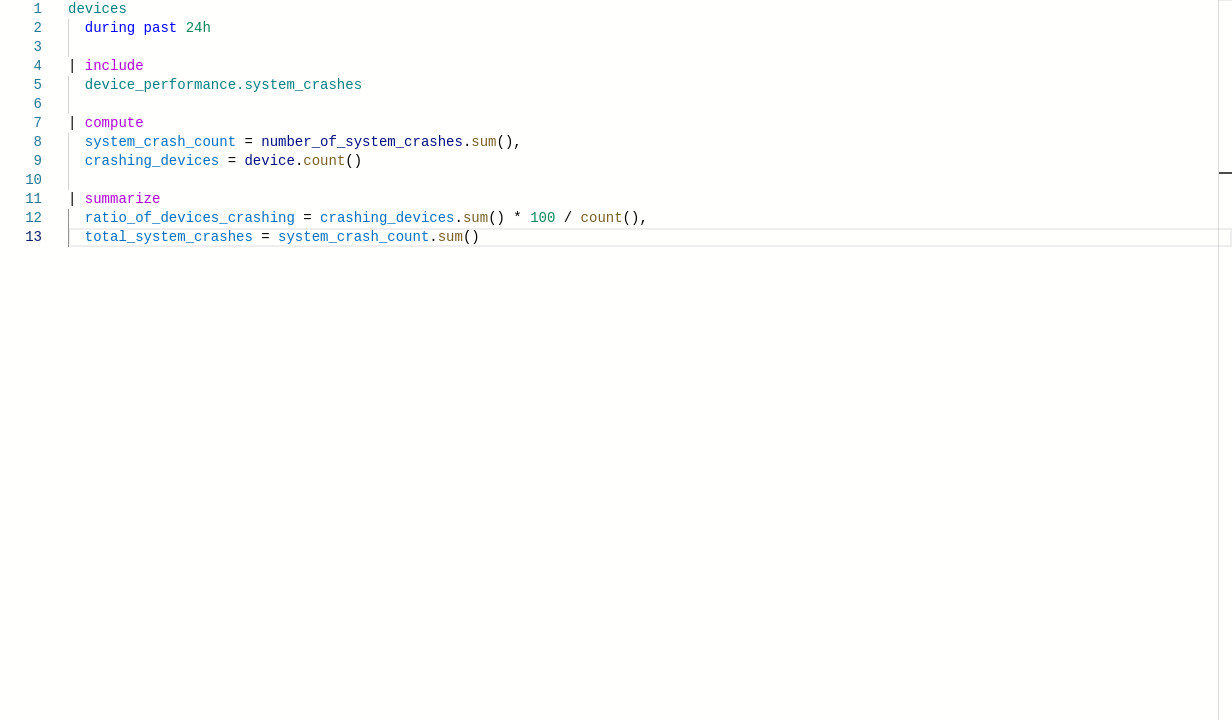 1 devices
2 during past 24h
3
4 | include
5 device_performance.system_crashes
6
7 | compute
8 system_crash_count = number_of_system_crashes.sum(),
9 crashing_devices = device.count()
10
11 | summarize
12 ratio_of_devices_crashing = crashing_devices.sum() * 100 / count(),
13 total_system_crashes = system_crash_count.sum()